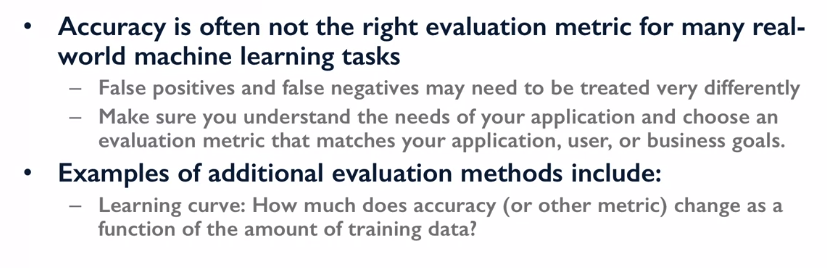 • Accuracy is often not the right evaluation metric for many real-
world machine learning tasks
– False positives and false negatives may need to be treated very differently
– Make sure you understand the needs of your application and choose an
evaluation metric that matches your application, user, or business goals.
• Examples of additional evaluation methods include:
– Learning curve: How much does accuracy (or other metric) change as a
function of the amount of training data?